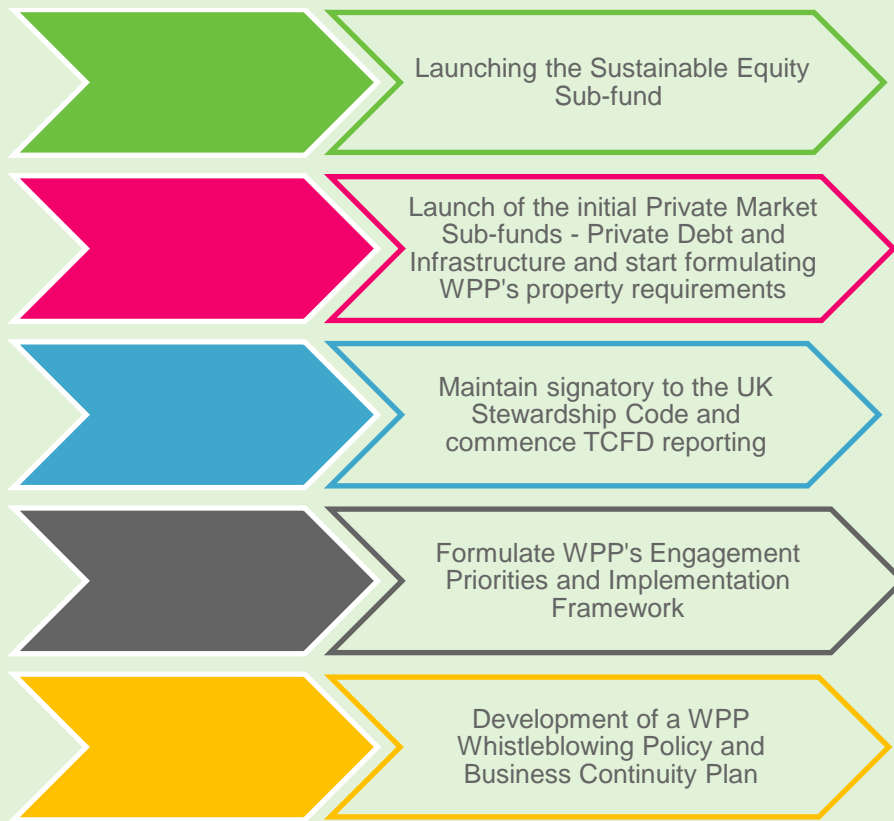 Launching the Sustainable Equity
Sub-fund
Launch of the initial Private Market
Sub-funds - Private Debt and
Infrastructure and start formulating
WPP's property requirements
Maintain signatory to the UK
Stewardship Code and
commence TCFD reporting
Formulate WPP's Engagement
Priorities and Implementation
Framework
Development of a WPP
Whistleblowing Policy and
Business Continuity Plan